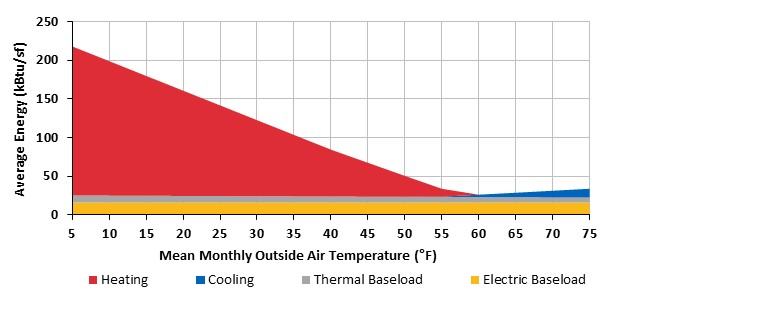 250
200
150
100
50
0
Average Energy (kBtu/sf)
5 10 15 20 25 30 35 40 45 50 55 60 65 70 75
Mean Monthly Outside Air Temperature (°F)
Heating Cooling Thermal Baseload Electric Baseload